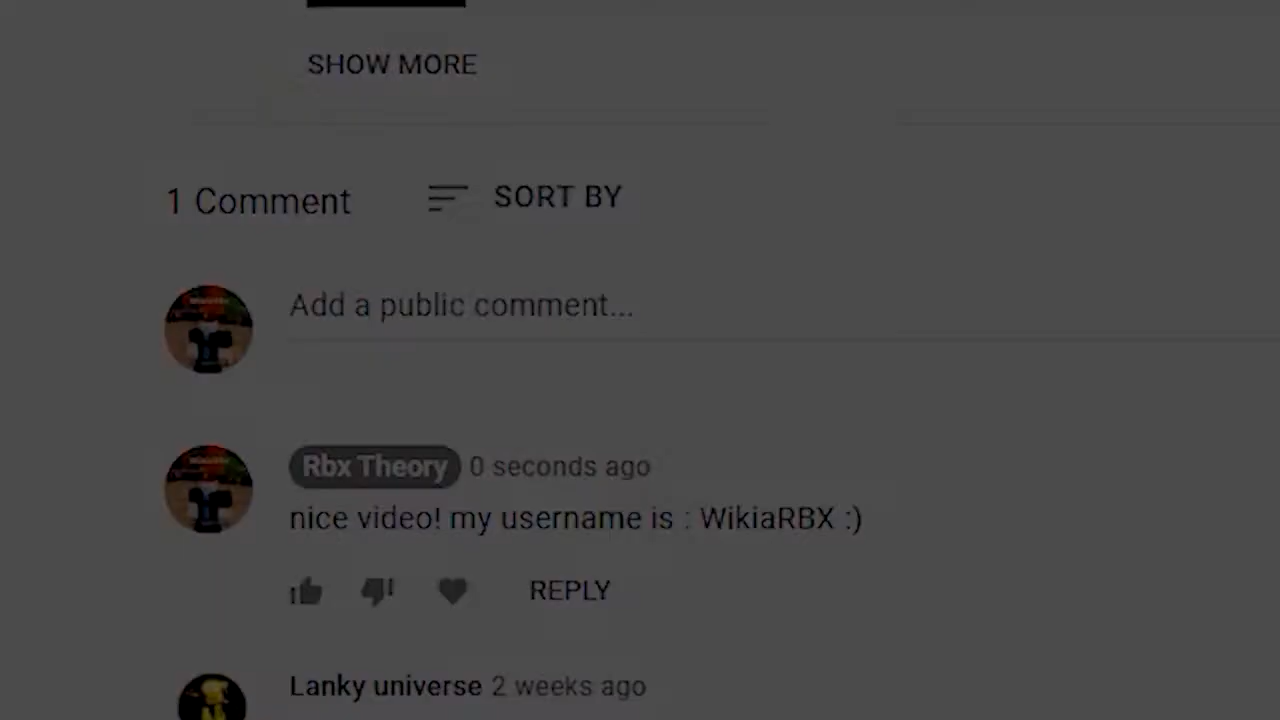 SHOW MORE
1 Comment SORT BY
Add a public comment...
Rbx Theory 0 seconds ago
nice video! my username is : WikiaRBX :)
REPLY
Lanky universe 2 weeks ago